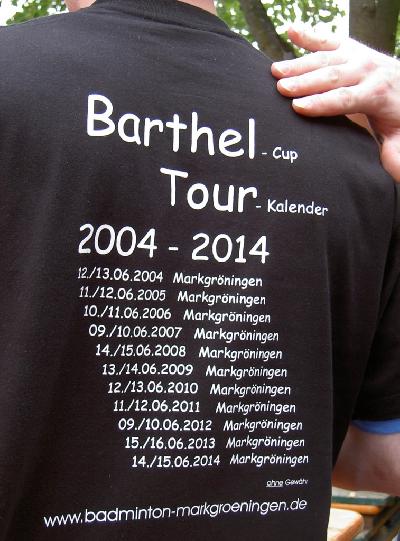 Barthel - Cup
Tour - Kalender
2004 - 2014
12./13.06.2004 Markgröningen
11./12.06.2005 Markgröningen
10./11.06.2006 Markgröningen
09./10.06.2007 Markgröningen
14./15.06.2008 Markgröningen
13./14.06.2009 Markgröningen
12./13.06.2010 Markgröningen
11./12.06.2011 Markgröningen
09./10.06.2012 Markgröningen
15./16.06.2013 Markgröningen
14./15.06.2014 Markgröningen
ohne Gewähr
www.badminton-markgroeningen.de